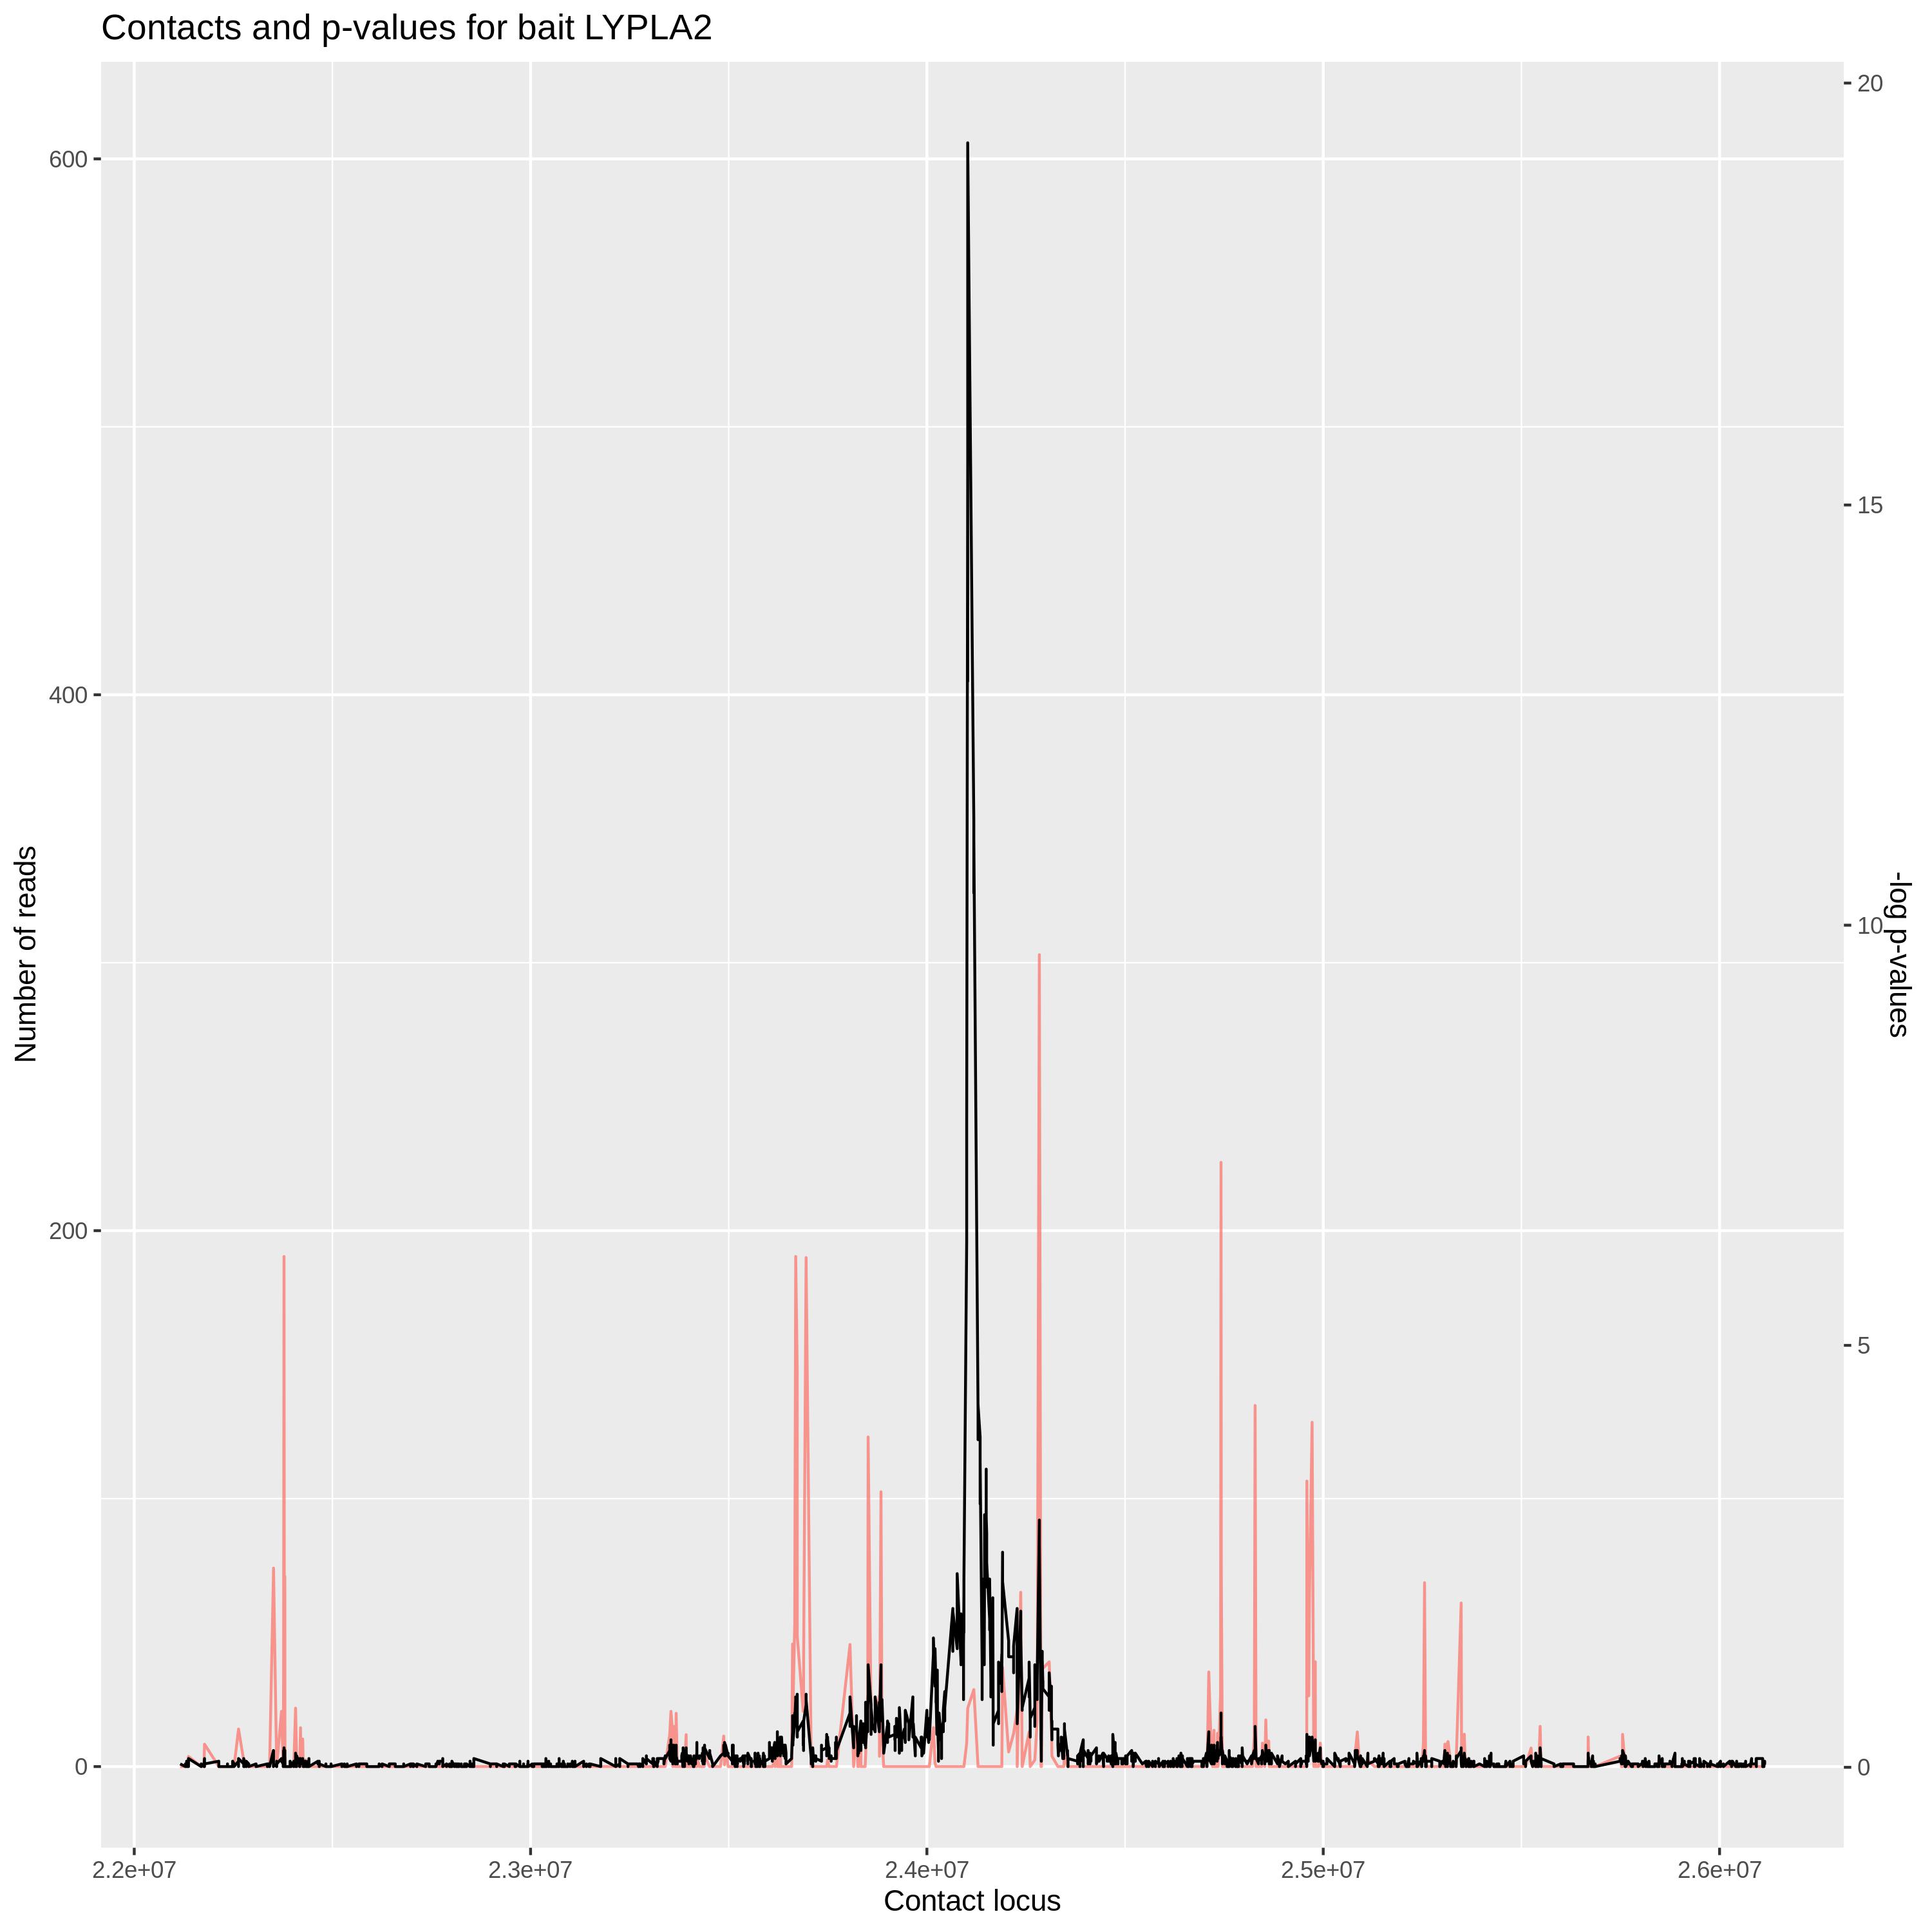 Contacts and p-values for bait LYPLA2
600
400
200
0
Number of reads
20
15
10
5
0
-log p-values
2.2e+07
2.3e+07
2.4e+07
2.5e+07
2.6e+07
Contact locus